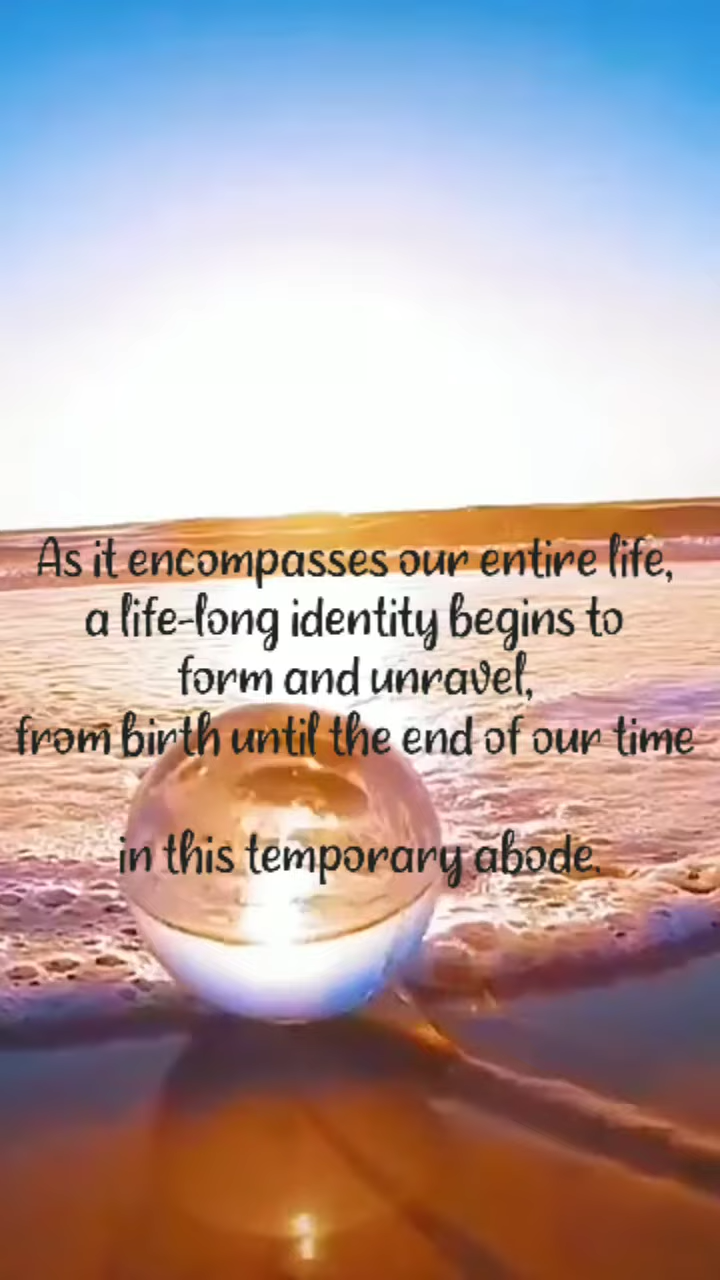 As it encompasses our entire life,
a life-long identity begins to
form and unravel,
from birth until the end of our time
in this temporary abode.